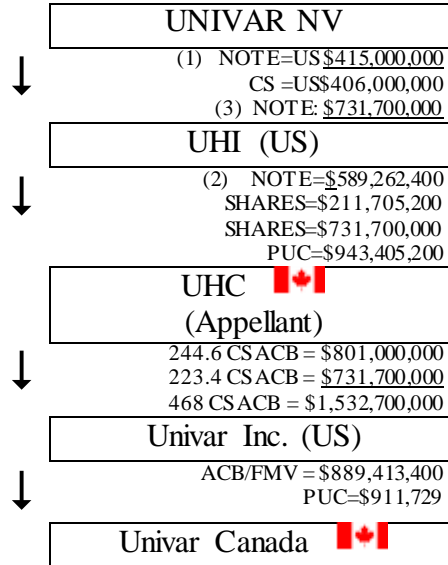 UNIVAR NV
(1) NOTE=US $415,000,000
CS =US$406,000,000
(3) NOTE: $731,700,000
UHI (US)
(2) NOTE=$589,262,400
SHARES=$211,705,200
SHARES=$731,700,000
PUC=$943,405,200
UHC
(Appellant)
244.6 CS ACB = $801,000,000
223.4 CS ACB = $731,700,000
468 CS ACB = $1,532,700,000
Univar Inc. (US)
ACB/FMV = $889,413,400
PUC=$911,729
Univar Canada